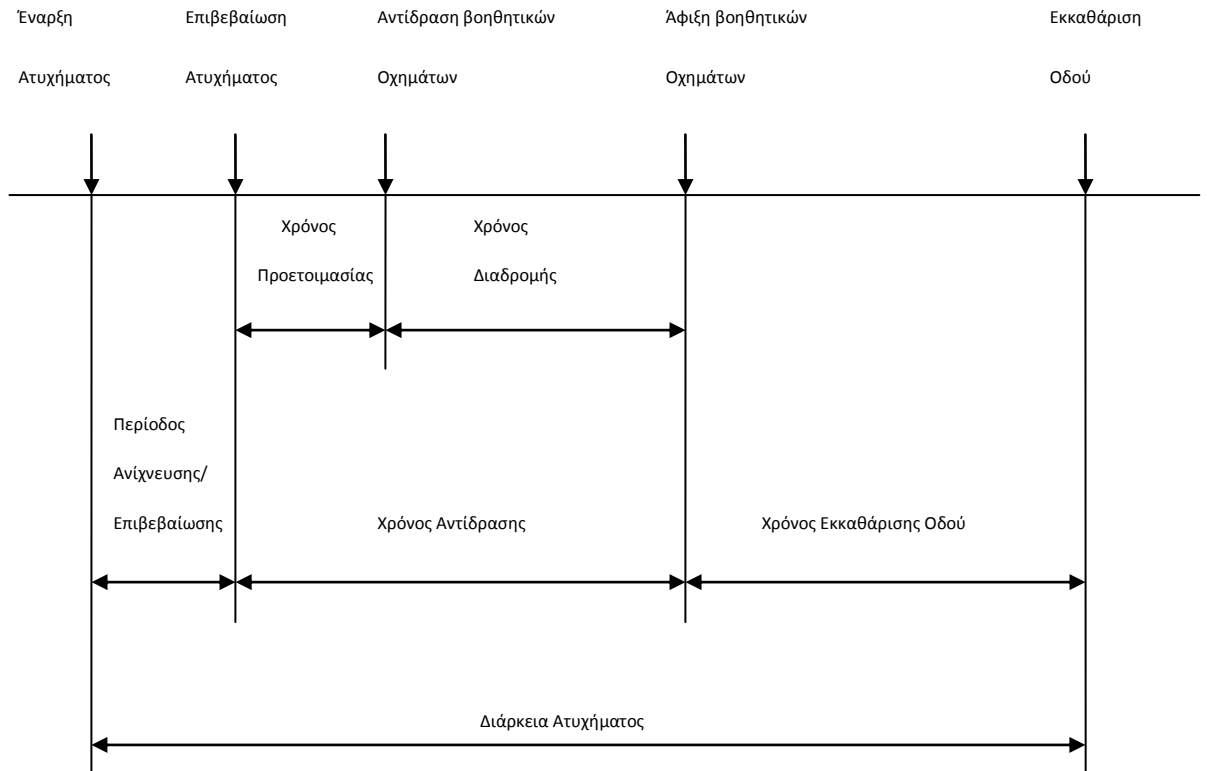 Έναρξη
Ατυχήματος
Επιβεβαίωση
Ατυχήματος
Αντίδραση βοηθητικών
Οχημάτων
Άφιξη βοηθητικών
Οχημάτων
Εκκαθάριση
Οδού
Χρόνος
Προετοιμασίας
Χρόνος
Διαδρομής
Περίοδος
Ανίχνευσης/
Επιβεβαίωσης
Χρόνος Αντίδρασης
Χρόνος Εκκαθάρισης Οδού
Διάρκεια Ατυχήματος